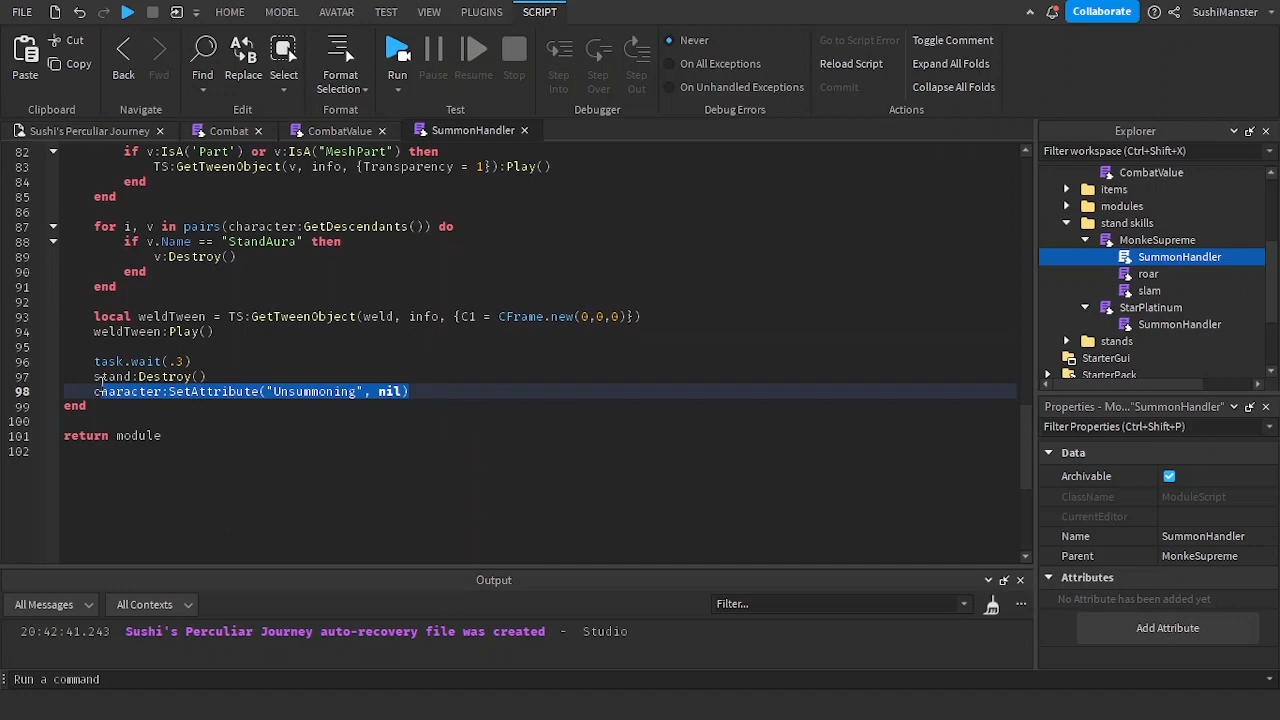 FILE HOME MODEL AVATAR TEST VIEW PLUGINS SCRIPT Collaborate SushiManster
Paste Cut Copy Back Fwd Find Replace Select Format Selection Run Pause Resume Stop Step Into Step Over Step Out
Never
On All Exceptions
On Unhandled Exceptions
Go to Script Error
Reload Script
Commit
Toggle Comment
Expand All Folds
Collapse All Folds
Clipboard Navigate Edit Format Test Debugger Debug Errors Actions
Sushi's Perculiar Journey Combat CombatValue SummonHandler
82 if v:IsA('Part') or v:IsA("MeshPart") then
83 TS:GetTweenObject(v, info, {Transparency = 1}):Play()
84 end
85 end
86
87 for i, v in pairs(character:GetDescendants()) do
88 if v.Name == "StandAura" then
89 v:Destroy()
90 end
91 end
92
93 local weldTween = TS:GetTweenObject(weld, info, {C1 = CFrame.new(0,0,0)})
94 weldTween:Play()
95
96 task.wait(.3)
97 stand:Destroy()
98 character:SetAttribute("Unsummoning", nil)
99 end
100
101 return module
102
Explorer
Filter workspace (Ctrl+Shift+X)
CombatValue
items
modules
stand skills
MonkeSupreme
SummonHandler
roar
slam
StarPlatinum
SummonHandler
stands
StarterGui
StarterPack
Properties - Mo..."SummonHandler"
Filter Properties (Ctrl+Shift+P)
Data
Archivable
ClassName ModuleScript
CurrentEditor
Name SummonHandler
Parent MonkeSupreme
Attributes
No Attribute has been added yet
Add Attribute
Output
All Messages All Contexts Filter...
20:42:41.243 Sushi's Perculiar Journey auto-recovery file was created - Studio
Run a command